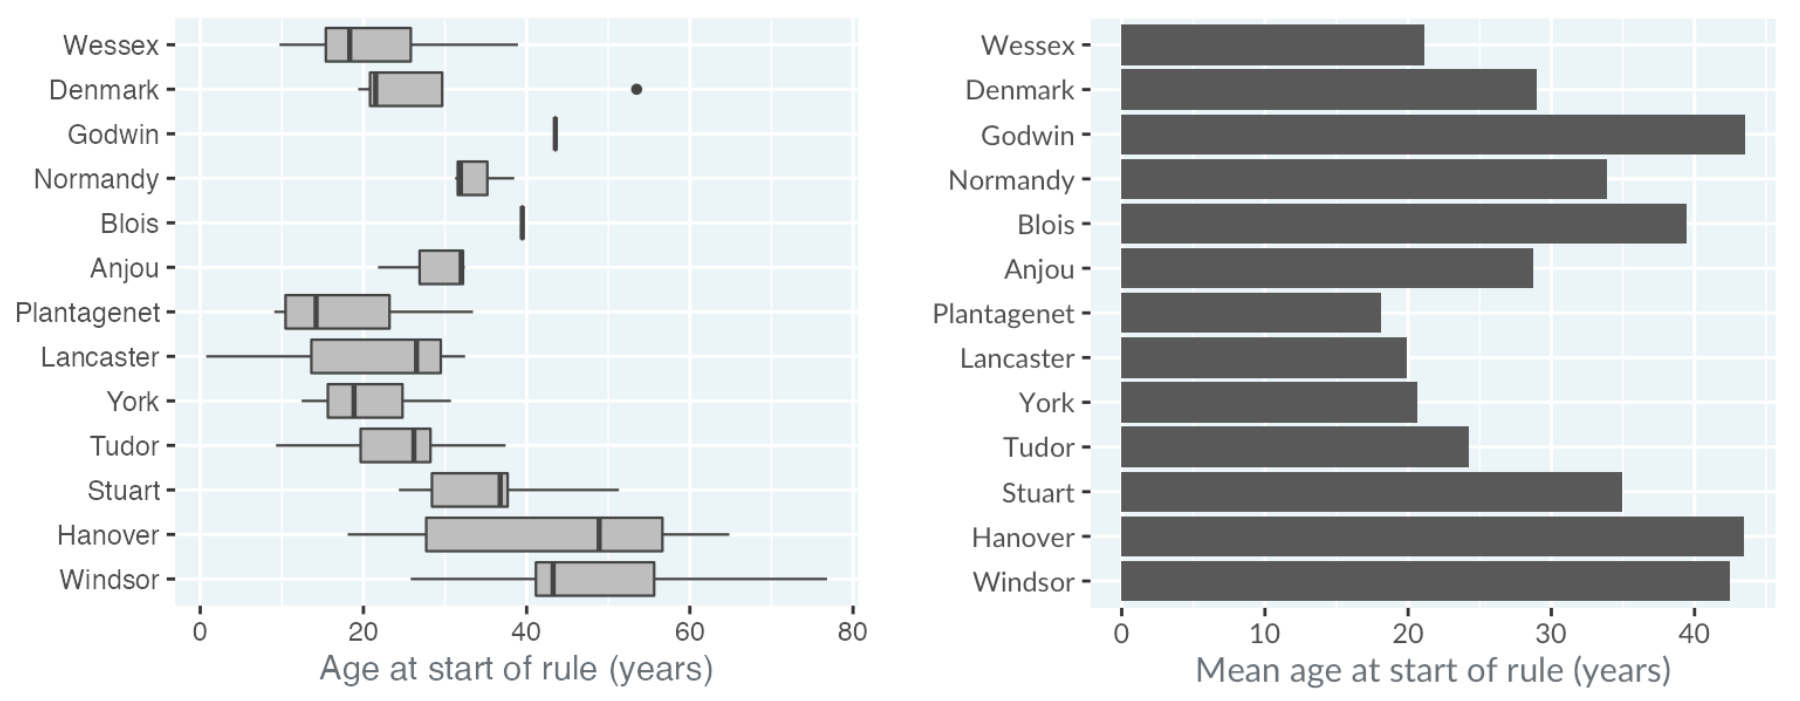 Wessex
Denmark
Godwin
Normandy
Blois
Anjou
Plantagenet
Lancaster
York
Tudor
Stuart
Hanover
Windsor
0 20 40 60 80
Age at start of rule (years)
Wessex
Denmark
Godwin
Normandy
Blois
Anjou
Plantagenet
Lancaster
York
Tudor
Stuart
Hanover
Windsor
0 10 20 30 40
Mean age at start of rule (years)